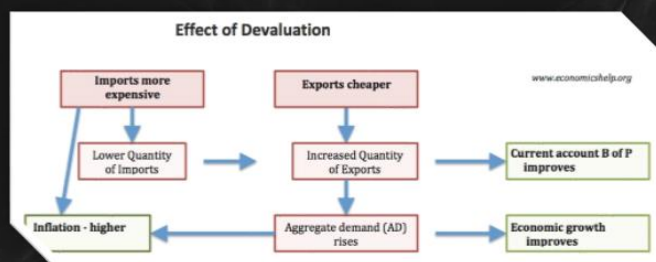 Effect of Devaluation
Imports more
expensive
Exports cheaper
www.economicshelp.org
Lower Quantity
of Imports
Increased Quantity
of Exports
Current account B of P
improves
Inflation - higher
Aggregate demand (AD)
rises
Economic growth
improves